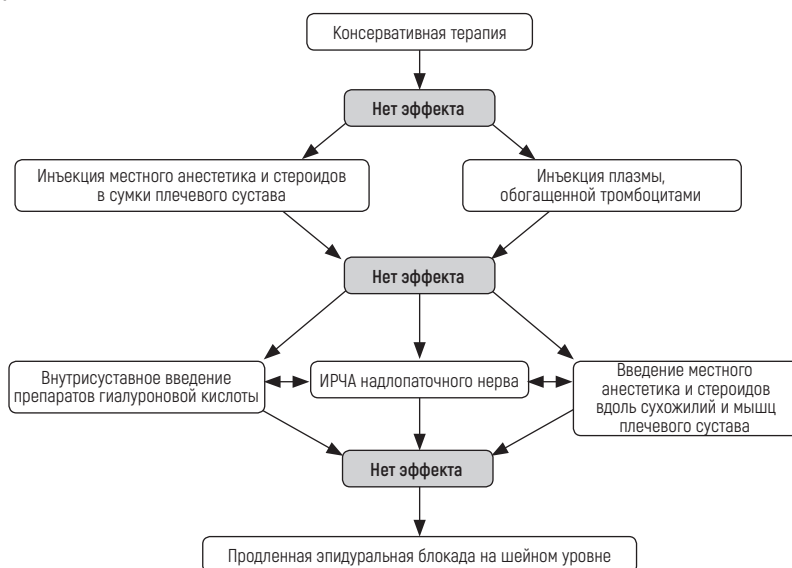 Консервативная терапия
Нет эффекта
Инъекция местного анестетика и стероидов
в сумки плечевого сустава
Инъекция плазмы,
обогащенной тромбоцитами
Нет эффекта
Внутрисуставное введение
препаратов гиалуроновой кислоты
ИРЧА надлопаточного нерва
Введение местного
анестетика и стероидов
вдоль сухожилий и мышц
плечевого сустава
Нет эффекта
Продленная эпидуральная блокада на шейном уровне